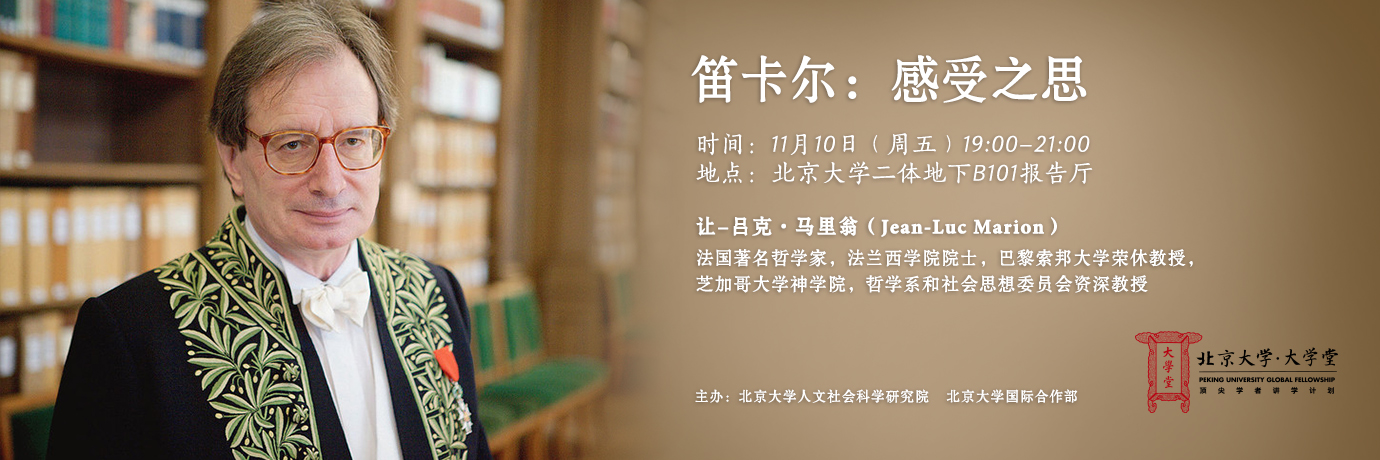 笛卡尔：感受之思
时间：11月10日（周五）19:00–21:00
地点：北京大学二体地下B101报告厅
让–吕克·马里翁（Jean-Luc Marion）
法国著名哲学家，法兰西学院院士，巴黎索邦大学荣休教授，
芝加哥大学神学院，哲学系和社会思想委员会资深教授
主办：北京大学人文社会科学研究院 北京大学国际合作部
大學堂
北京大学·大学堂
PEKING UNIVERSITY GLOBAL FELLOWSHIP
顶尖学者讲学计划